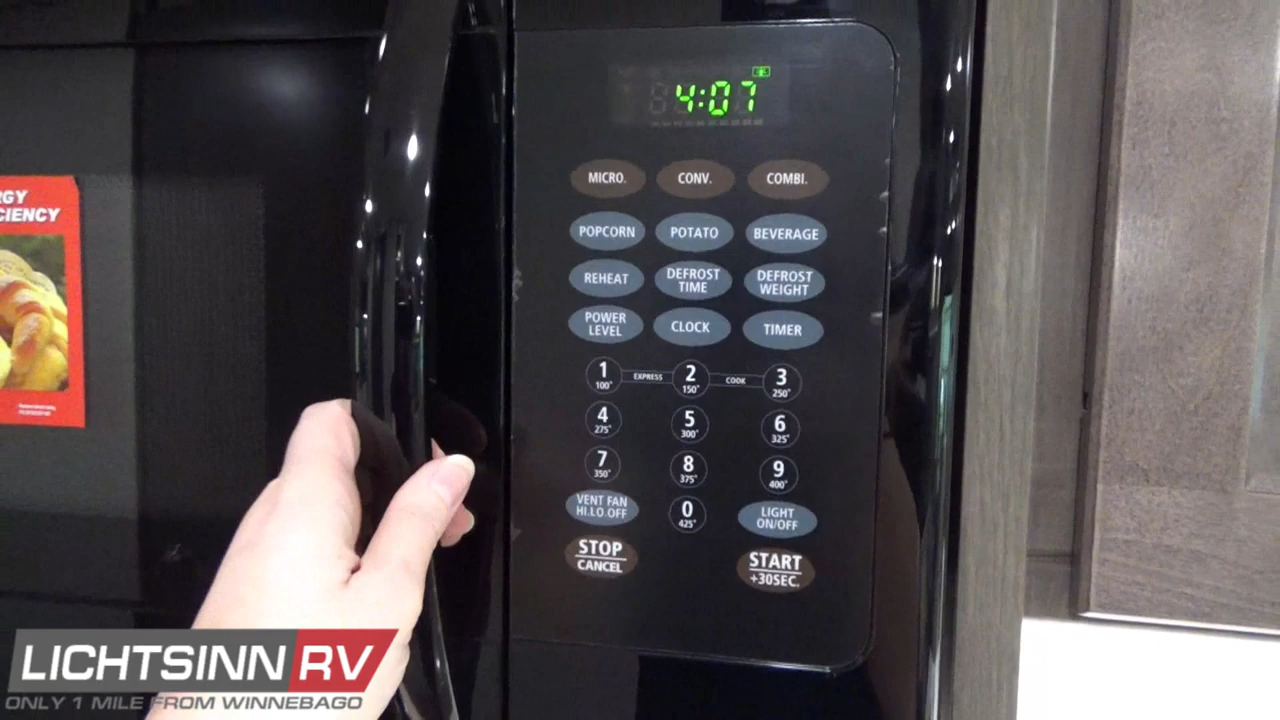 4:07
RGY
CIENCY
MICRO. CONV. COMBI.
POPCORN POTATO BEVERAGE
REHEAT DEFROST TIME DEFROST WEIGHT
POWER LEVEL CLOCK TIMER
1 100° EXPRESS 2 150° COOK 3 250°
4 275° 5 300° 6 325°
7 350° 8 375° 9 400°
VENT FAN HI.LO.OFF 0 425° LIGHT ON/OFF
STOP CANCEL START +30SEC.
LICHTSINN RV
ONLY 1 MILE FROM WINNEBAGO